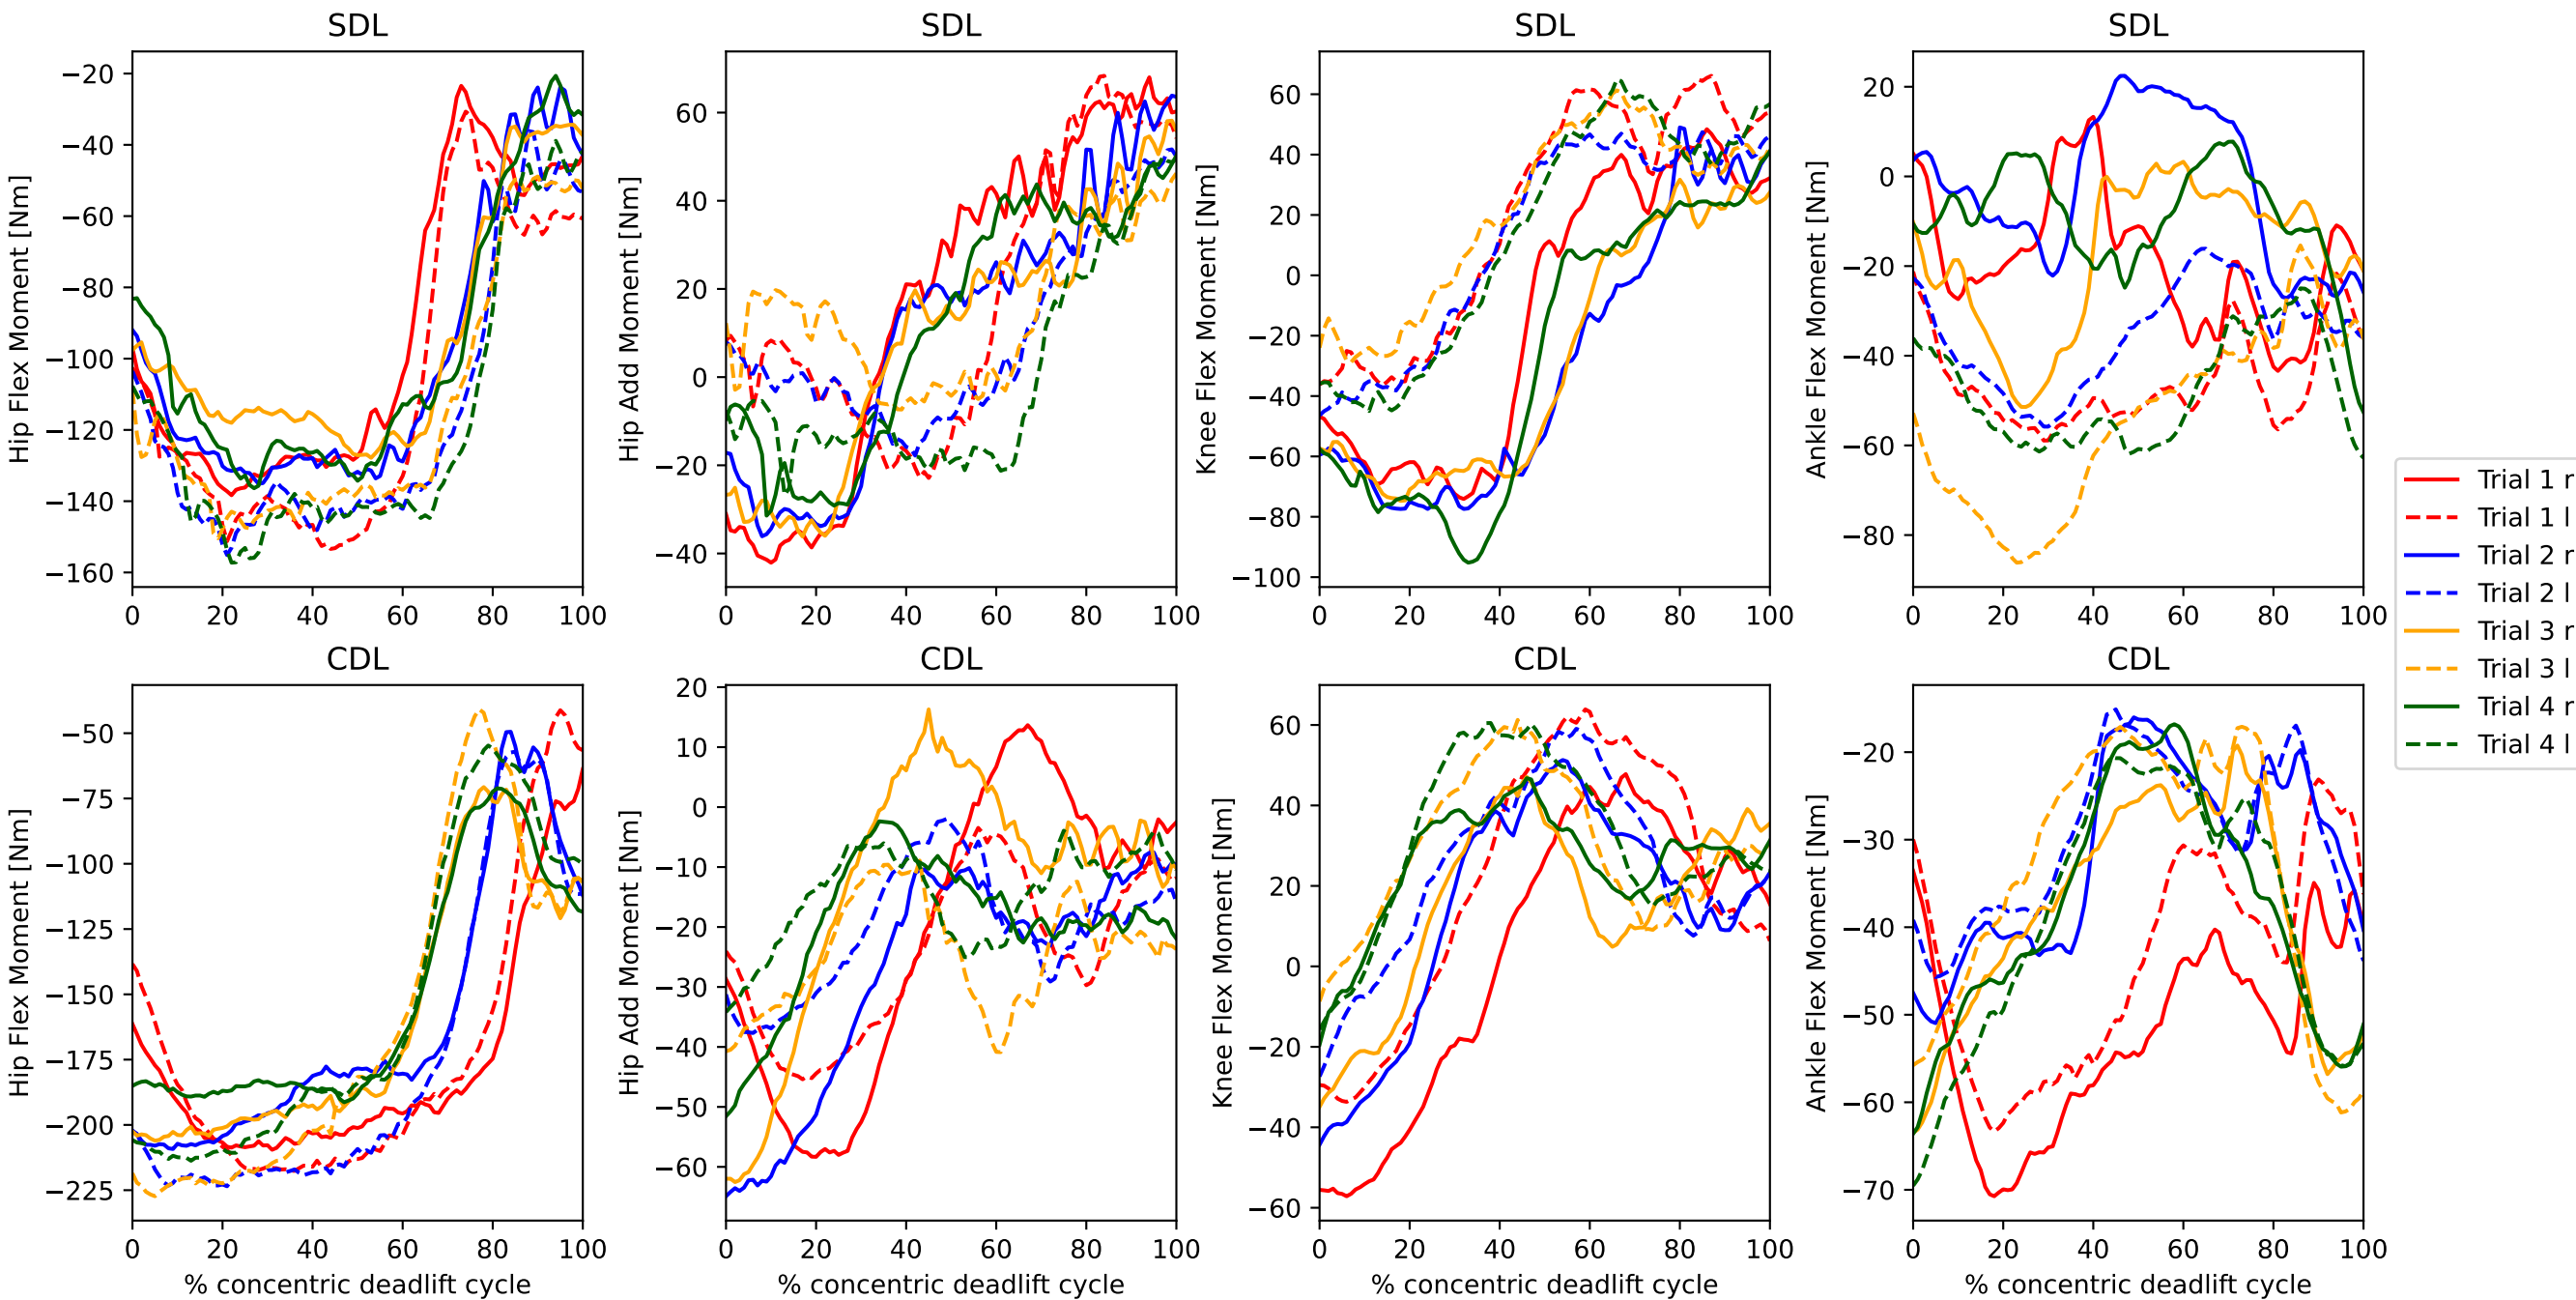 SDL
SDL
SDL
SDL
Hip Flex Moment [Nm]
−20
−40
−60
−80
−100
−120
−140
−160
0 20 40 60 80 100
Hip Add Moment [Nm]
60
40
20
0
−20
−40
0 20 40 60 80 100
Knee Flex Moment [Nm]
60
40
20
0
−20
−40
−60
−80
−100
0 20 40 60 80 100
Ankle Flex Moment [Nm]
20
0
−20
−40
−60
−80
0 20 40 60 80 100
Trial 1 r
Trial 1 l
Trial 2 r
Trial 2 l
Trial 3 r
Trial 3 l
Trial 4 r
Trial 4 l
CDL
CDL
CDL
CDL
Hip Flex Moment [Nm]
−50
−75
−100
−125
−150
−175
−200
−225
0 20 40 60 80 100
% concentric deadlift cycle
Hip Add Moment [Nm]
20
10
0
−10
−20
−30
−40
−50
−60
0 20 40 60 80 100
% concentric deadlift cycle
Knee Flex Moment [Nm]
60
40
20
0
−20
−40
−60
0 20 40 60 80 100
% concentric deadlift cycle
Ankle Flex Moment [Nm]
−20
−30
−40
−50
−60
−70
0 20 40 60 80 100
% concentric deadlift cycle